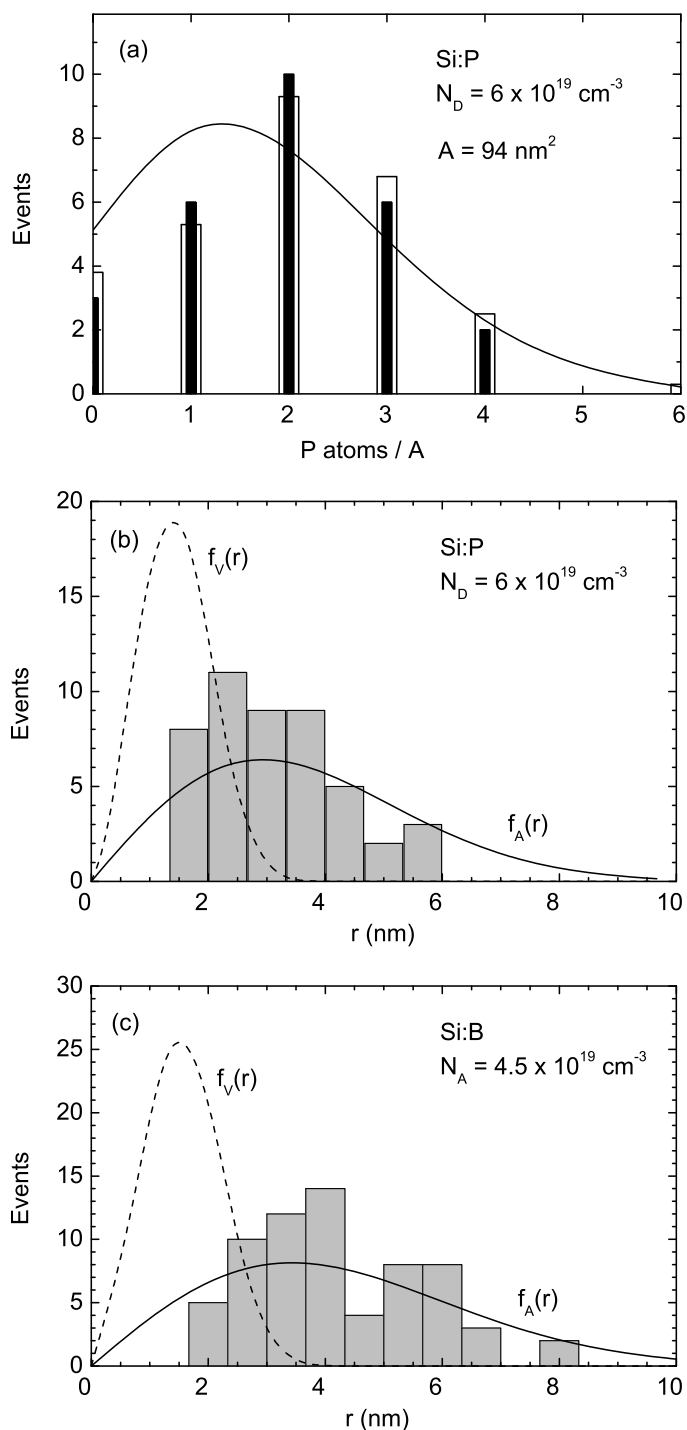 (a)
Si:P
N_D = 6 x 10^19 cm^-3
A = 94 nm^2
Events
10
8
6
4
2
0
0 1 2 3 4 5 6
P atoms / A
(b)
f_V(r)
Si:P
N_D = 6 x 10^19 cm^-3
f_A(r)
Events
20
15
10
5
0
0 2 4 6 8 10
r (nm)
(c)
f_V(r)
Si:B
N_A = 4.5 x 10^19 cm^-3
f_A(r)
Events
30
25
20
15
10
5
0
0 2 4 6 8 10
r (nm)